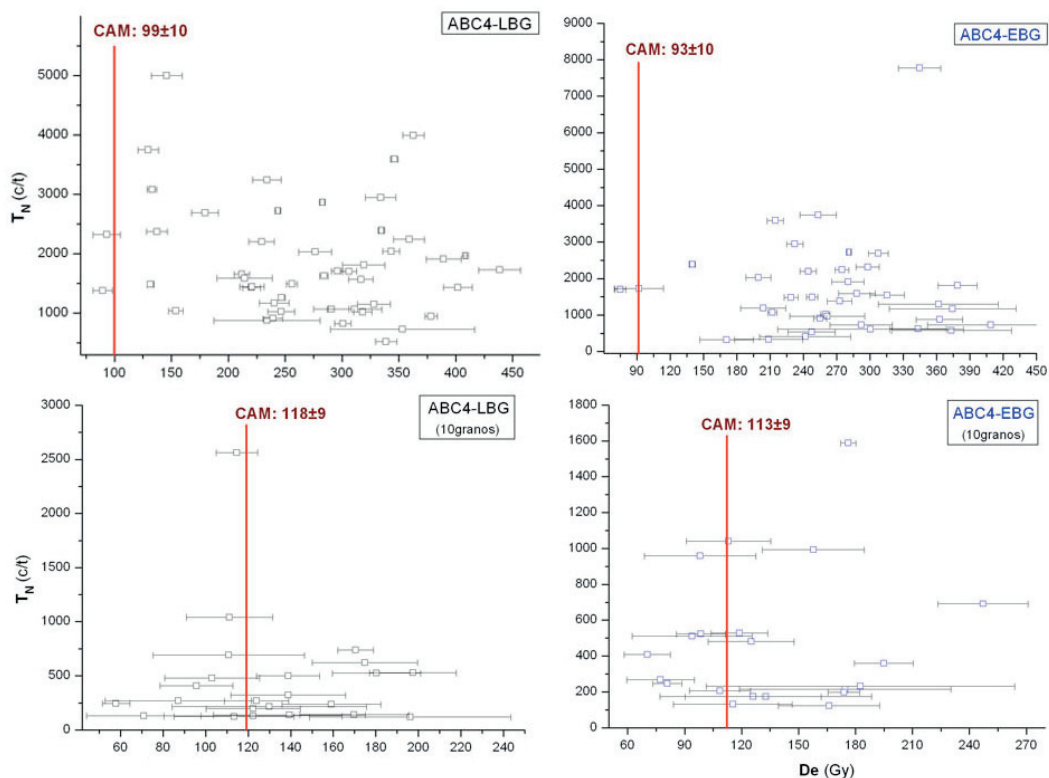 CAM: 99±10
ABC4-LBG
5000
4000
3000
2000
1000
T_N (c/t)
100 150 200 250 300 350 400 450
CAM: 93±10
ABC4-EBG
9000
8000
7000
6000
5000
4000
3000
2000
1000
0
60 90 120 150 180 210 240 270 300 330 360 390 420 450
CAM: 118±9
ABC4-LBG
(10granos)
3000
2500
2000
1500
1000
500
0
T_N (c/t)
60 80 100 120 140 160 180 200 220 240
CAM: 113±9
ABC4-EBG
(10granos)
1800
1600
1400
1200
1000
800
600
400
200
0
60 90 120 150 180 210 240 270
De (Gy)